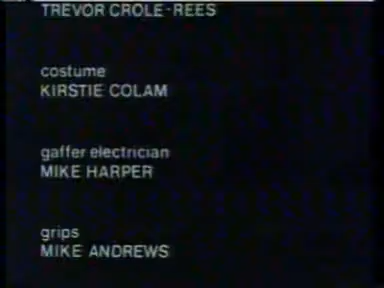 TREVOR CROLE-REES
costume
KIRSTIE COLAM
gaffer electrician
MIKE HARPER
grips
MIKE ANDREWS